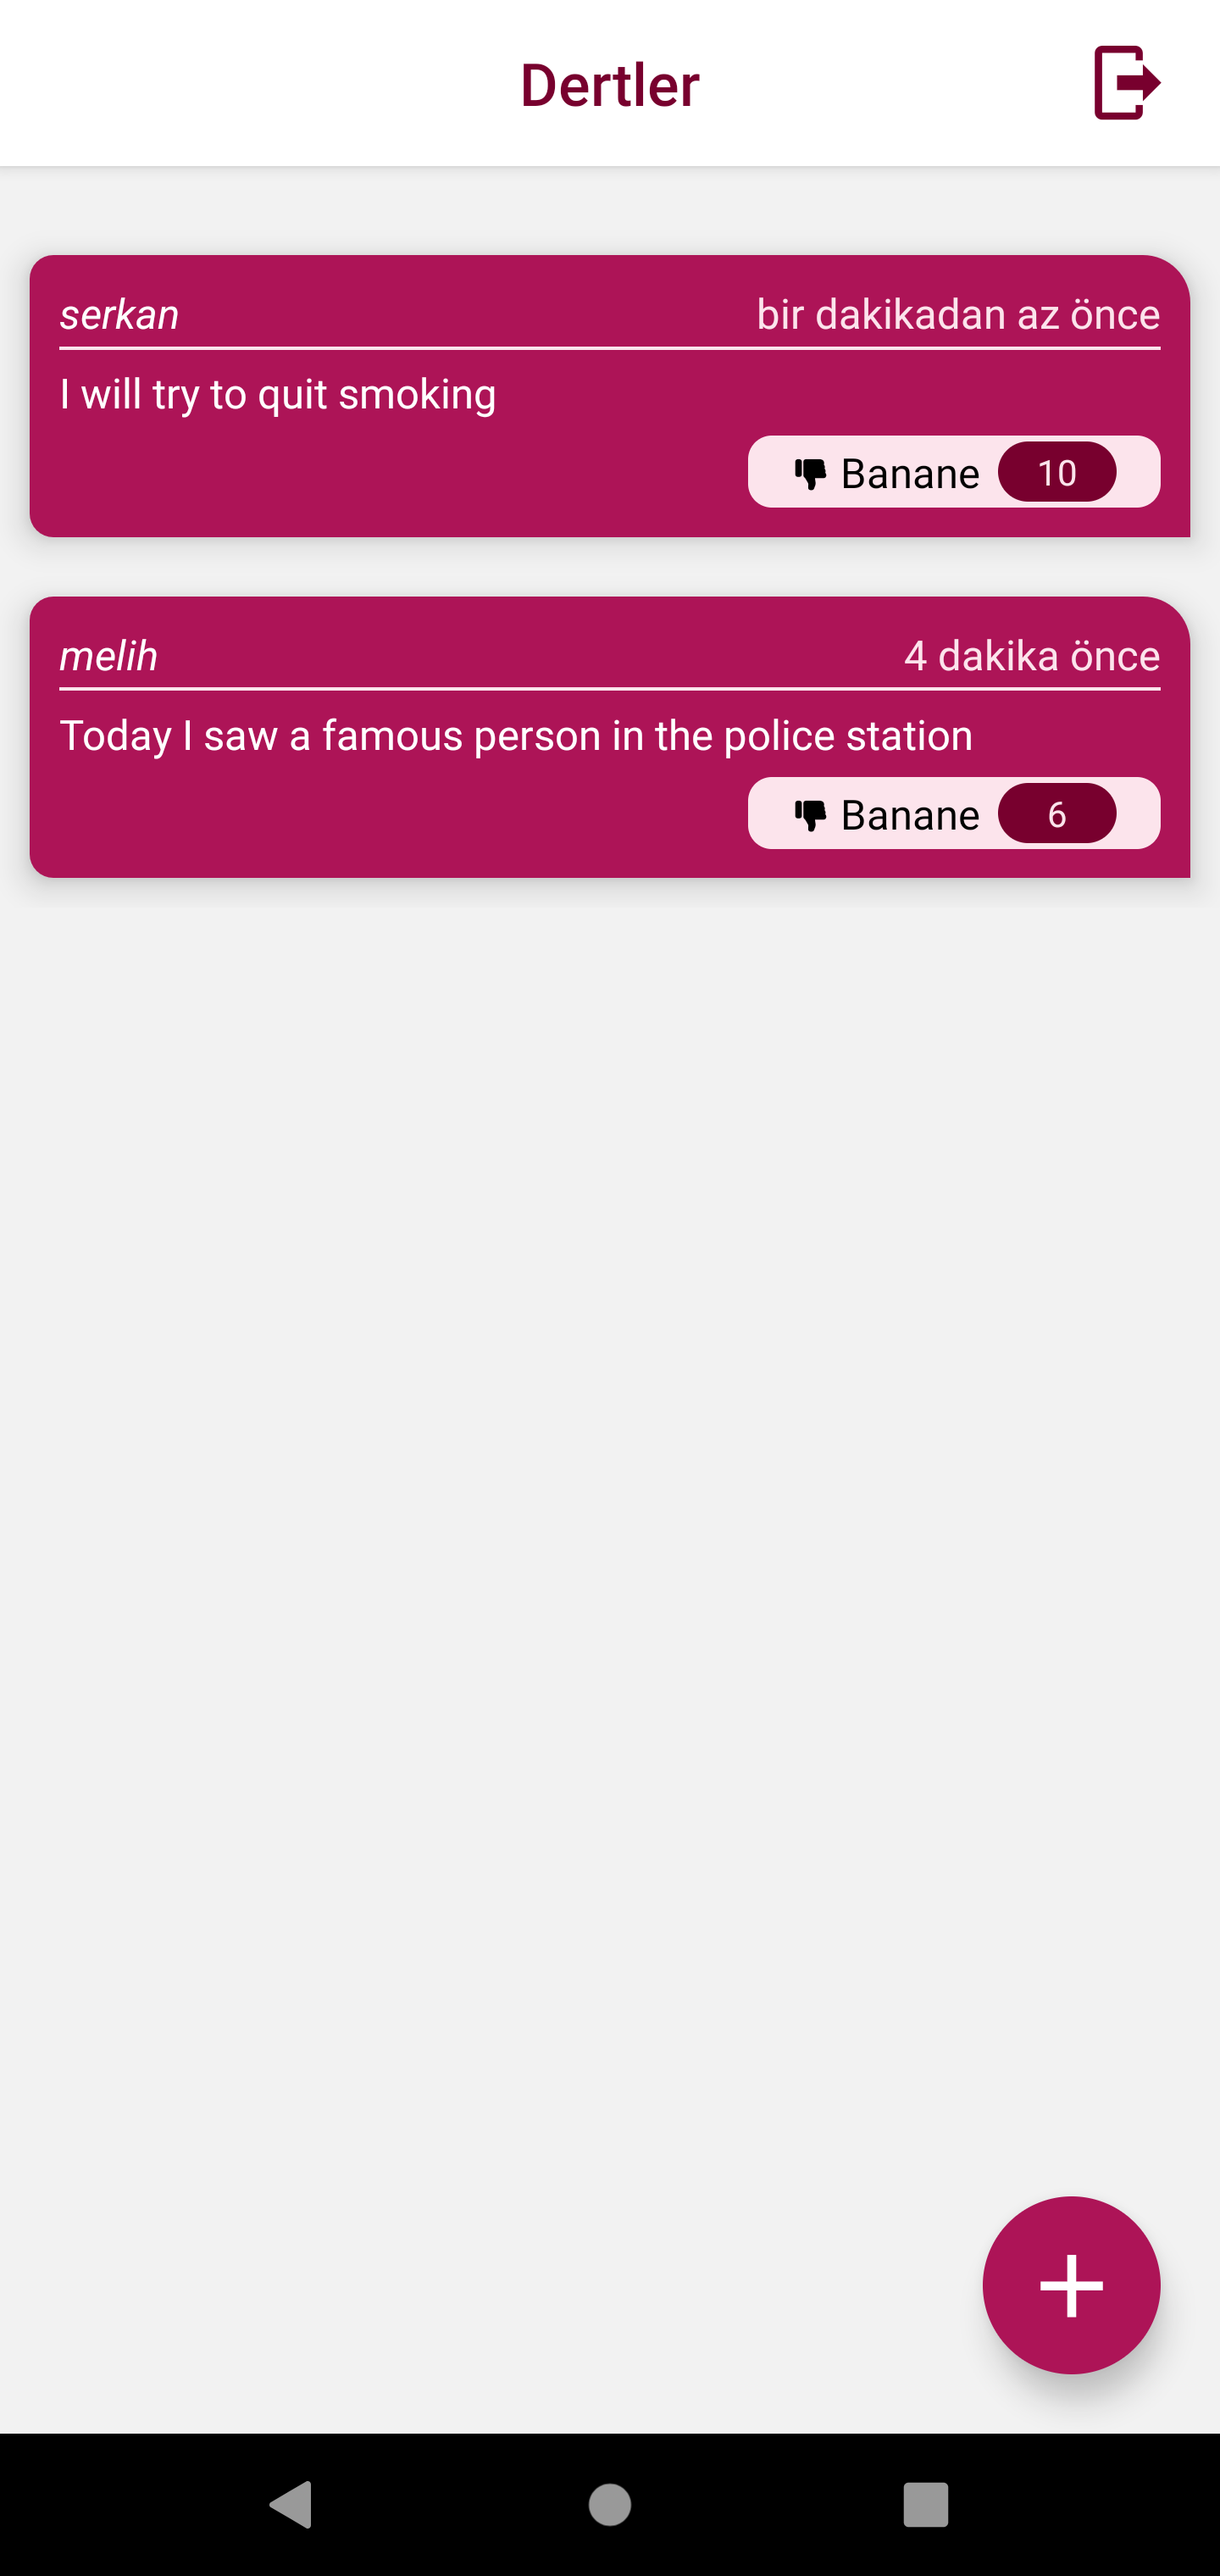 Dertler
serkan bir dakikadan az önce
I will try to quit smoking
Banane 10
melih 4 dakika önce
Today I saw a famous person in the police station
Banane 6